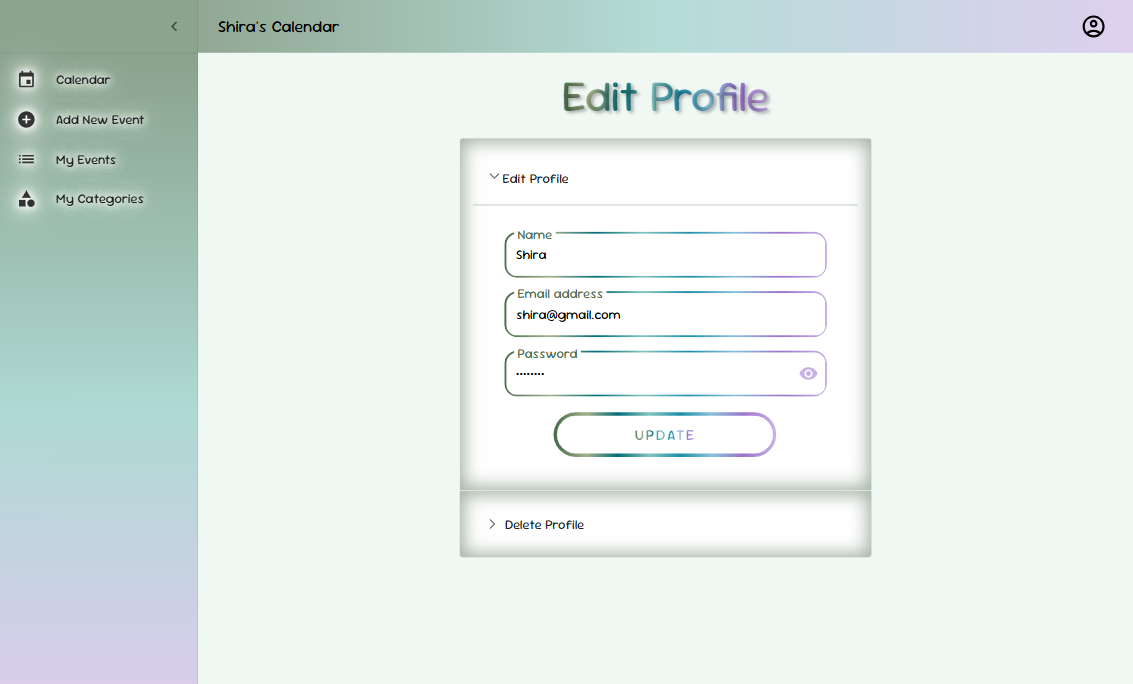 Shira's Calendar
Calendar
Add New Event
My Events
My Categories
Edit Profile
Edit Profile
Name
Shira
Email address
shira@gmail.com
Password
••••••••
UPDATE
Delete Profile